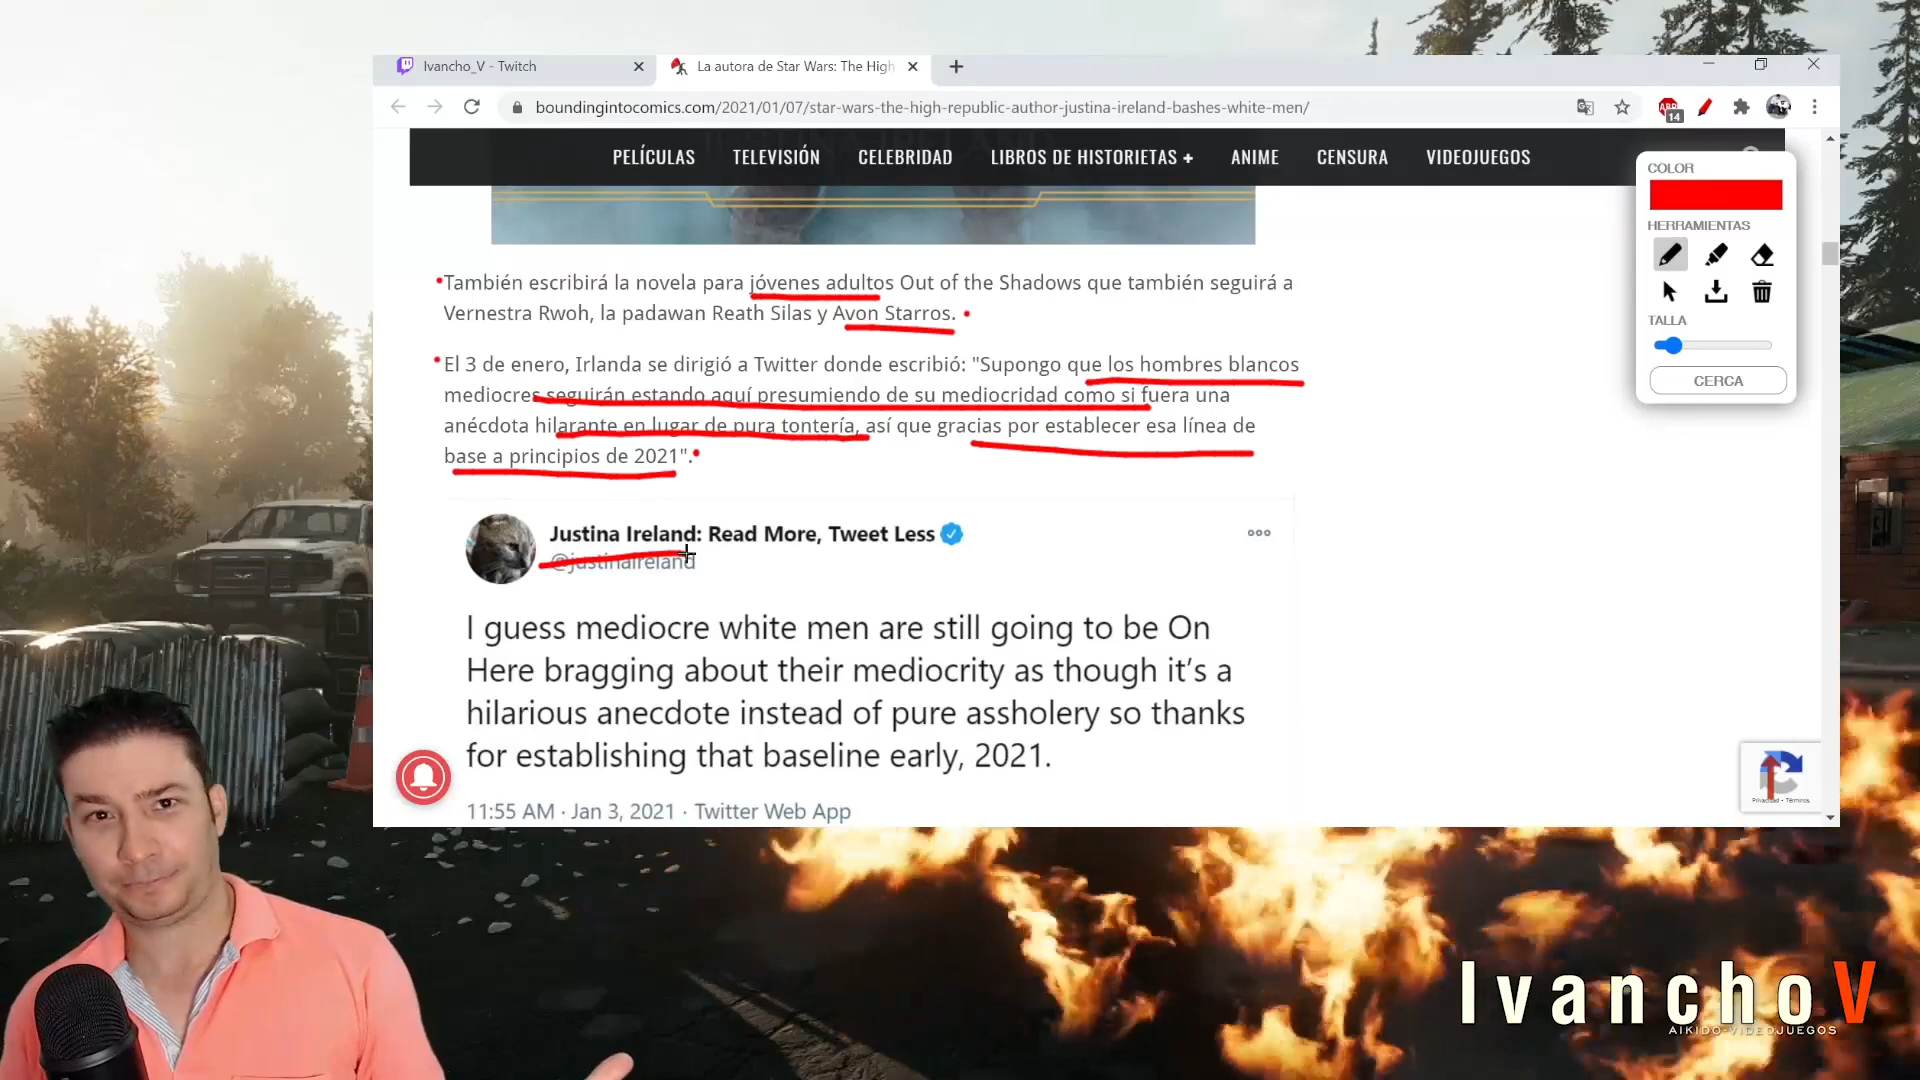 Ivancho_V - Twitch
La autora de Star Wars: The High
boundingintocomics.com/2021/01/07/star-wars-the-high-republic-author-justina-ireland-bashes-white-men/
ABP
14
PELÍCULAS TELEVISIÓN CELEBRIDAD LIBROS DE HISTORIETAS + ANIME CENSURA VIDEOJUEGOS
COLOR
HERRAMIENTAS
TALLA
CERCA
También escribirá la novela para jóvenes adultos Out of the Shadows que también seguirá a
Vernestra Rwoh, la padawan Reath Silas y Avon Starros.
El 3 de enero, Irlanda se dirigió a Twitter donde escribió: "Supongo que los hombres blancos
mediocres seguirán estando aquí presumiendo de su mediocridad como si fuera una
anécdota hilarante en lugar de pura tontería, así que gracias por establecer esa línea de
base a principios de 2021".
Justina Ireland: Read More, Tweet Less
@justinaireland
I guess mediocre white men are still going to be On
Here bragging about their mediocrity as though it's a
hilarious anecdote instead of pure assholery so thanks
for establishing that baseline early, 2021.
11:55 AM · Jan 3, 2021 · Twitter Web App
Privacidad • Términos
IvanchoV
AIKIDO-VIDEOJUEGOS